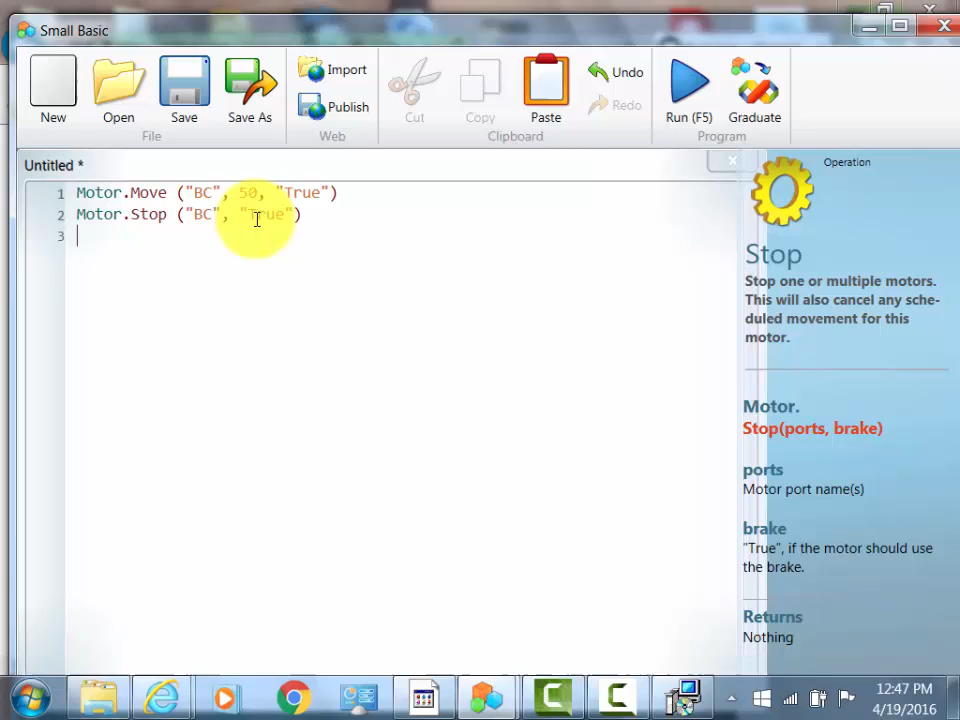 Small Basic
New
Open
Save
Save As
File
Import
Publish
Web
Cut
Copy
Paste
Undo
Redo
Clipboard
Run (F5)
Graduate
Program
Untitled *
1 Motor.Move ("BC", 50, "True")
2 Motor.Stop ("BC", "True")
3
Operation
Stop
Stop one or multiple motors.
This will also cancel any sche-
duled movement for this
motor.
Motor.
Stop(ports, brake)
ports
Motor port name(s)
brake
"True", if the motor should use
the brake.
Returns
Nothing
12:47 PM
4/19/2016